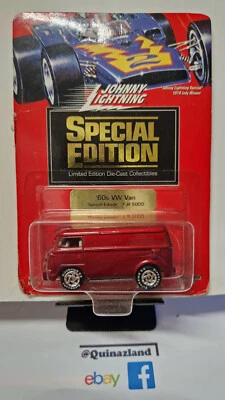 JOHNNY
LIGHTNING
Johnny Lightning Special
1970 Indy Winner
SPECIAL
EDITION
Limited Edition Die-Cast Collectibles
'60s VW Van
@Quinazland
ebay
f